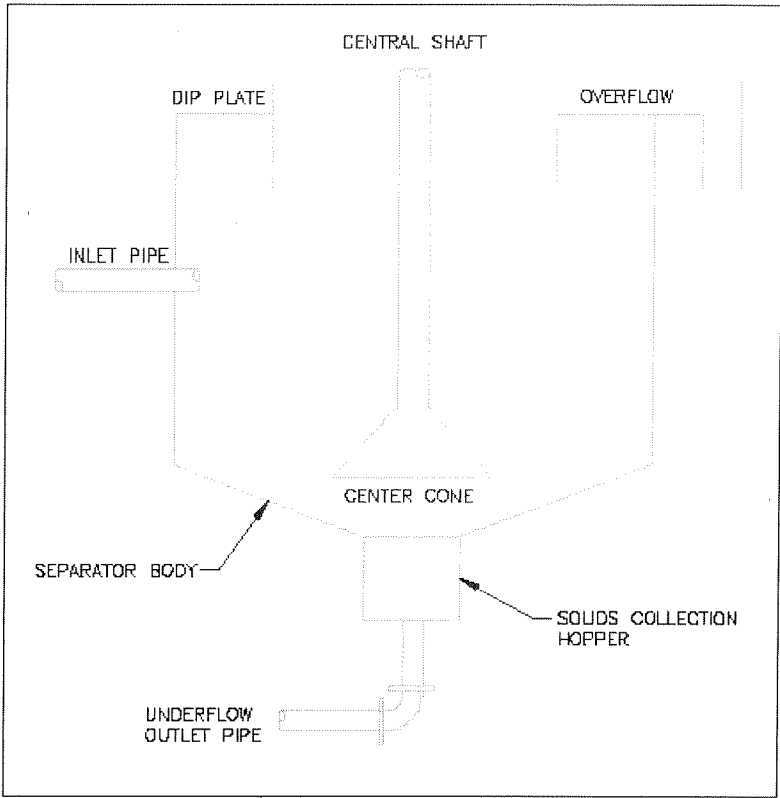 CENTRAL SHAFT
DIP PLATE
OVERFLOW
INLET PIPE
CENTER CONE
SEPARATOR BODY
SOLIDS COLLECTION
HOPPER
UNDERFLOW
OUTLET PIPE